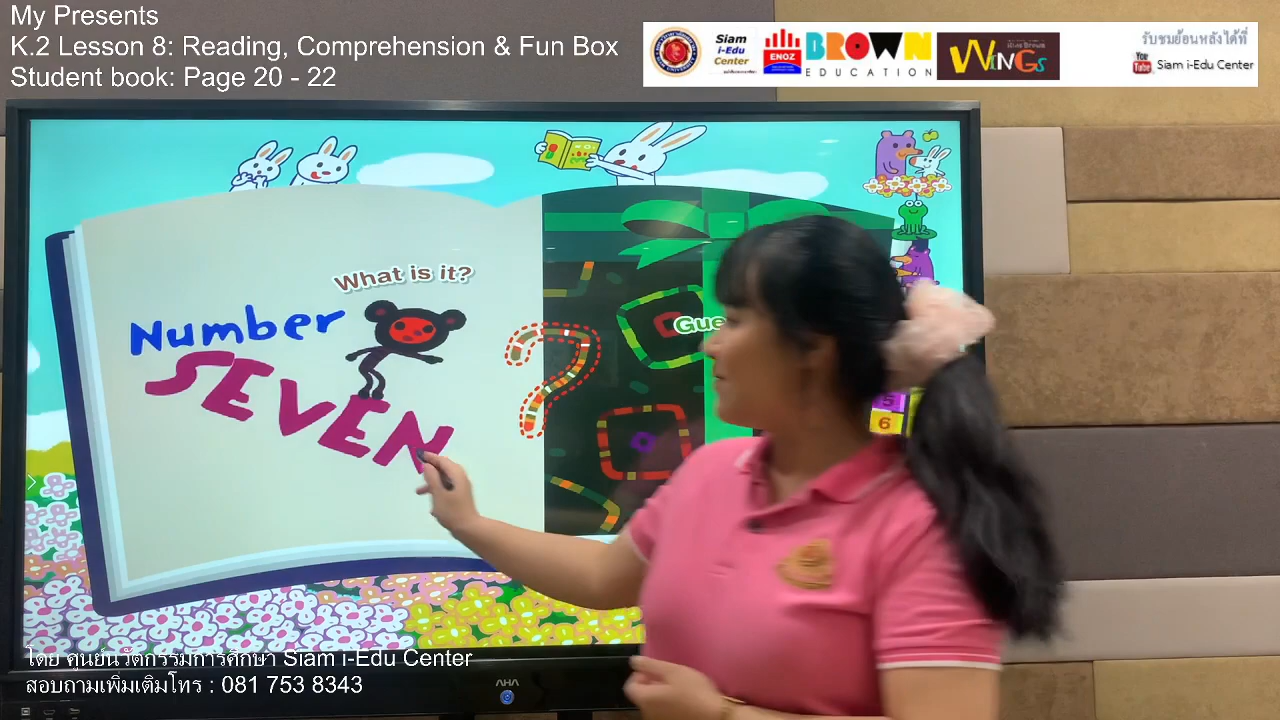 My Presents
K.2 Lesson 8: Reading, Comprehension & Fun Box
Student book: Page 20 - 22
Siam
i-Edu
Center
ENOZ
BROWN
EDUCATION
WiNGs
รับชมย้อนหลังได้ที่
You
Tube
Siam i-Edu Center
What is it?
Number
SEVEN
Gue
5
6
โดย ศูนย์นวัตกรรมการศึกษา Siam i-Edu Center
สอบถามเพิ่มเติมโทร : 081 753 8343
AHA